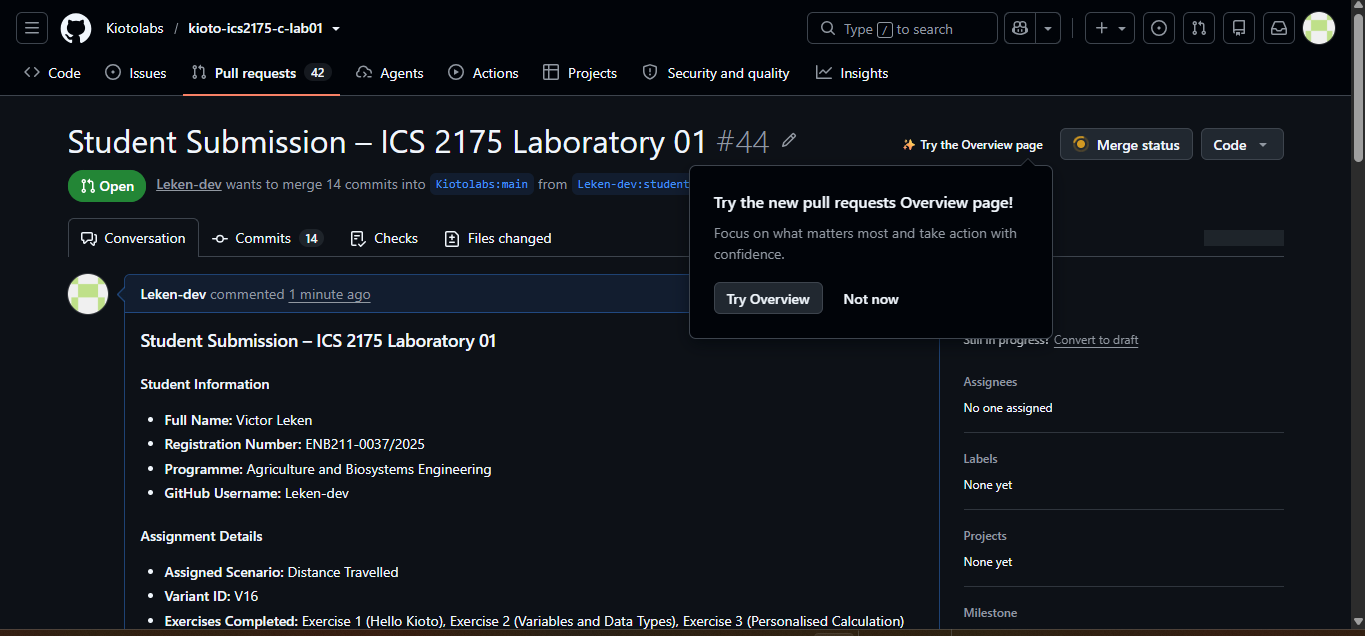 Kiotolabs / kioto-ics2175-c-lab01
Type / to search
Code
Issues
Pull requests 42
Agents
Actions
Projects
Security and quality
Insights
Student Submission – ICS 2175 Laboratory 01 #44
Try the Overview page
Merge status
Code
Open
Leken-dev wants to merge 14 commits into Kiotolabs:main from Leken-dev:student
Try the new pull requests Overview page!
Focus on what matters most and take action with
confidence.
Try Overview
Not now
Conversation
Commits 14
Checks
Files changed
Leken-dev commented 1 minute ago
Student Submission – ICS 2175 Laboratory 01
Student Information
Full Name: Victor Leken
Registration Number: ENB211-0037/2025
Programme: Agriculture and Biosystems Engineering
GitHub Username: Leken-dev
Assignment Details
Assigned Scenario: Distance Travelled
Variant ID: V16
Exercises Completed: Exercise 1 (Hello Kioto), Exercise 2 (Variables and Data Types), Exercise 3 (Personalised Calculation)
Still in progress? Convert to draft
Assignees
No one assigned
Labels
None yet
Projects
None yet
Milestone